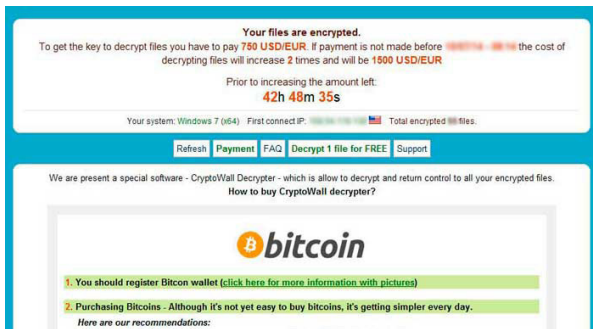 Your files are encrypted.
To get the key to decrypt files you have to pay 750 USD/EUR. If payment is not made before the cost of
decrypting files will increase 2 times and will be 1500 USD/EUR
Prior to increasing the amount left:
42h 48m 35s
Your system: Windows 7 (x64) First connect IP: Total encrypted files.
Refresh Payment FAQ Decrypt 1 file for FREE Support
We are present a special software - CryptoWall Decrypter - which is allow to decrypt and return control to all your encrypted files.
How to buy CryptoWall decrypter?
bitcoin
1. You should register Bitcon wallet (click here for more information with pictures)
2. Purchasing Bitcoins - Although it's not yet easy to buy bitcoins, it's getting simpler every day.
Here are our recommendations: